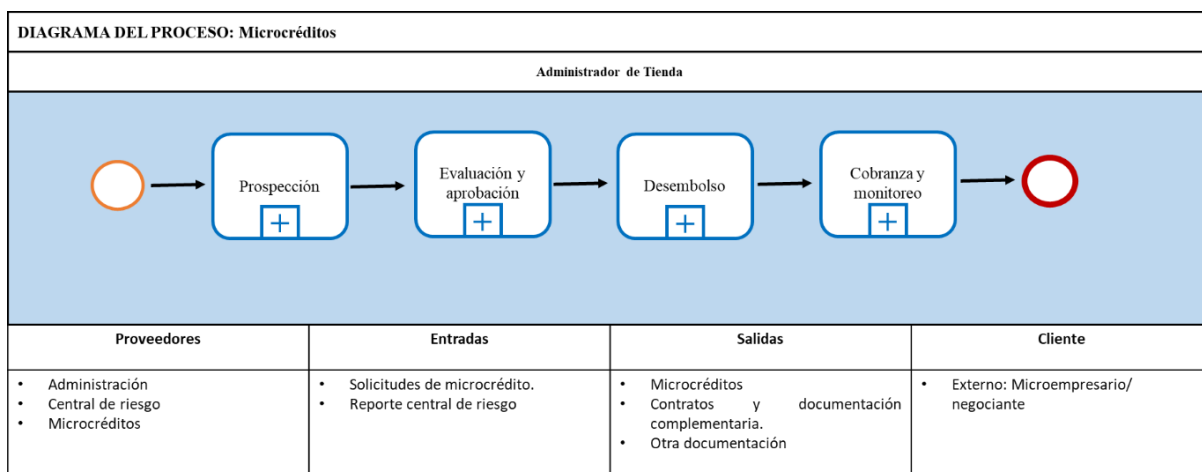 DIAGRAMA DEL PROCESO: Microcréditos
Administrador de Tienda
Prospección
Evaluación y
aprobación
Desembolso
Cobranza y
monitoreo
Proveedores
Entradas
Salidas
Cliente
• Administración
• Central de riesgo
• Microcréditos
• Solicitudes de microcrédito.
• Reporte central de riesgo
• Microcréditos
• Contratos y documentación
complementaria.
• Otra documentación
• Externo: Microempresario/
negociante